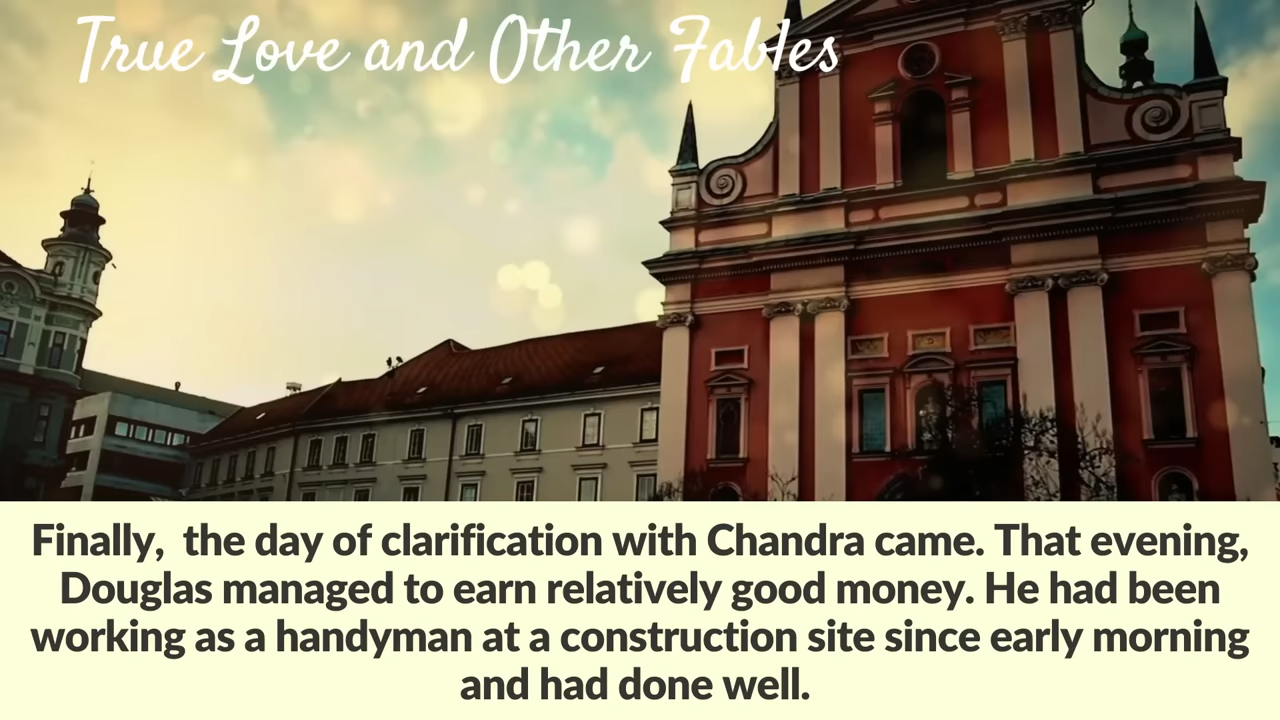 True Love and Other Fables
Finally,  the day of clarification with Chandra came. That evening,
Douglas managed to earn relatively good money. He had been
working as a handyman at a construction site since early morning
and had done well.